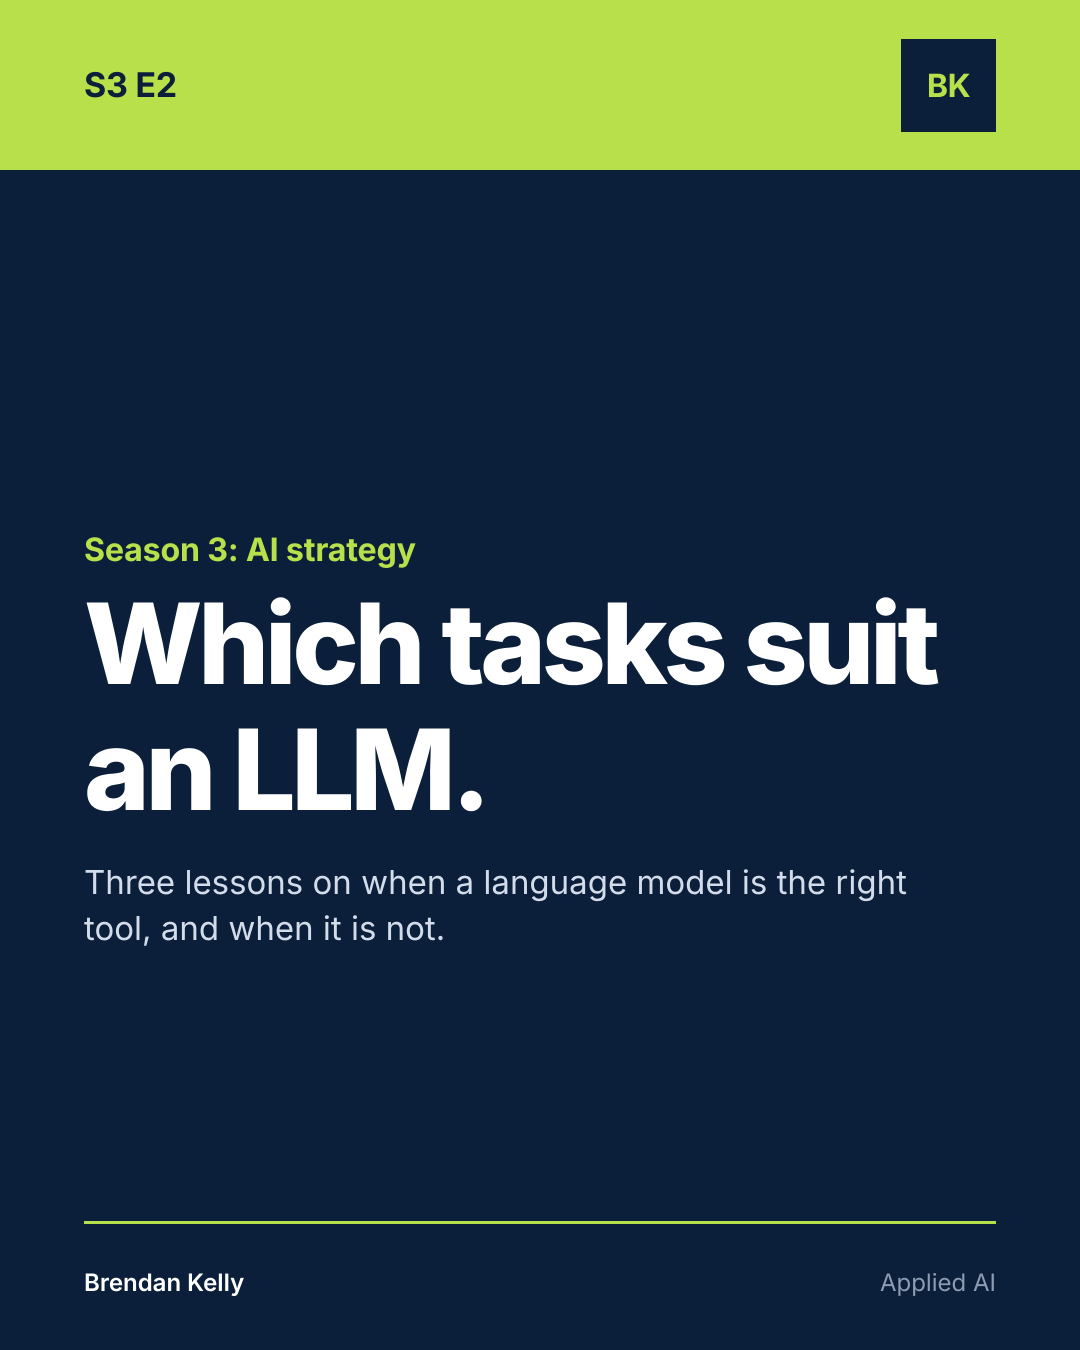 S3 E2
BK
Season 3: AI strategy
Which tasks suit
an LLM.
Three lessons on when a language model is the right
tool, and when it is not.
Brendan Kelly
Applied AI